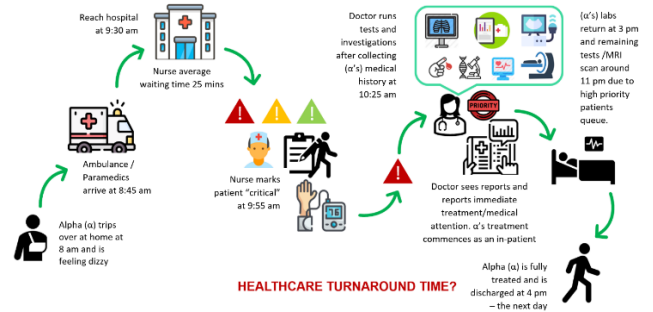 Alpha (α) trips
over at home at
8 am and is
feeling dizzy
Ambulance /
Paramedics
arrive at 8:45 am
Reach hospital
at 9:30 am
Nurse average
waiting time 25 mins
Nurse marks
patient “critical”
at 9:55 am
Doctor runs
tests and
investigations
after collecting
(α’s) medical
history at
10:25 am
PRIORITY
Doctor sees reports and
reports immediate
treatment/medical
attention. α’s treatment
commences as an in-patient
(α’s) labs
return at 3 pm
and remaining
tests /MRI
scan around
11 pm due to
high priority
patients
queue.
Alpha (α) is fully
treated and is
discharged at 4 pm
– the next day
HEALTHCARE TURNAROUND TIME?